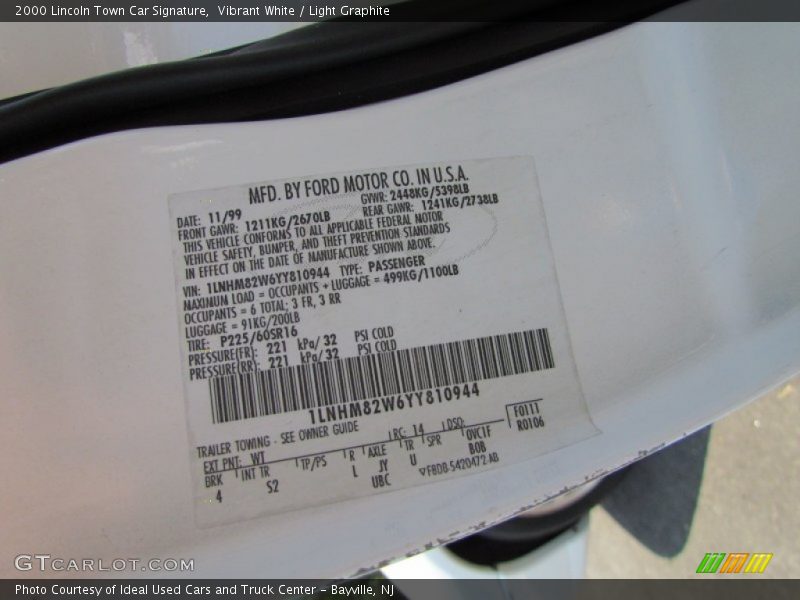 2000 Lincoln Town Car Signature, Vibrant White / Light Graphite
MFD. BY FORD MOTOR CO. IN U.S.A.
DATE: 11/99 GVWR: 2448KG/5398LB
FRONT GAWR: 1211KG/2670LB REAR GAWR: 1241KG/2738LB
THIS VEHICLE CONFORMS TO ALL APPLICABLE FEDERAL MOTOR
VEHICLE SAFETY, BUMPER, AND THEFT PREVENTION STANDARDS
IN EFFECT ON THE DATE OF MANUFACTURE SHOWN ABOVE.
VIN: 1LNHM82W6YY810944 TYPE: PASSENGER
MAXIMUM LOAD = OCCUPANTS + LUGGAGE = 499KG/1100LB
OCCUPANTS = 6 TOTAL; 3 FR, 3 RR
LUGGAGE = 91KG/200LB
TIRE: P225/60SR16
PRESSURE(FR): 221 kPa/32 PSI COLD
PRESSURE(RR): 221 kPa/32 PSI COLD
1LNHM82W6YY810944
TRAILER TOWING - SEE OWNER GUIDE
F0111
R0106
EXT PNT: WT RC: 14 DSO:
BRK INT TR TP/PS R AXLE TR SPR OVC1F
4 S2 L JY U BOB
UBC ▽F8DB-5420472-AB
GTCARLOT.COM
Photo Courtesy of Ideal Used Cars and Truck Center – Bayville, NJ